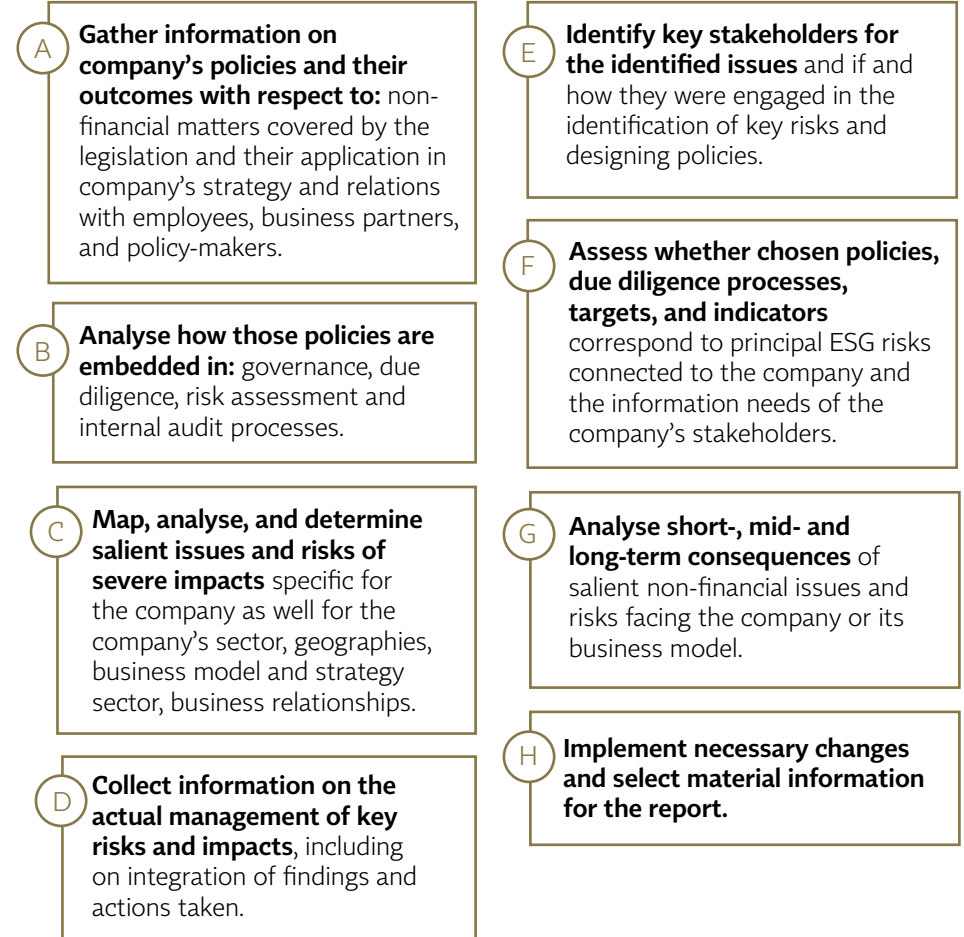 A
Gather information on
company's policies and their
outcomes with respect to: non-
financial matters covered by the
legislation and their application in
company's strategy and relations
with employees, business partners,
and policy-makers.
B
Analyse how those policies are
embedded in: governance, due
diligence, risk assessment and
internal audit processes.
C
Map, analyse, and determine
salient issues and risks of
severe impacts specific for
the company as well for the
company's sector, geographies,
business model and strategy
sector, business relationships.
D
Collect information on the
actual management of key
risks and impacts, including
on integration of findings and
actions taken.
E
Identify key stakeholders for
the identified issues and if and
how they were engaged in the
identification of key risks and
designing policies.
F
Assess whether chosen policies,
due diligence processes,
targets, and indicators
correspond to principal ESG risks
connected to the company and
the information needs of the
company's stakeholders.
G
Analyse short-, mid- and
long-term consequences of
salient non-financial issues and
risks facing the company or its
business model.
H
Implement necessary changes
and select material information
for the report.